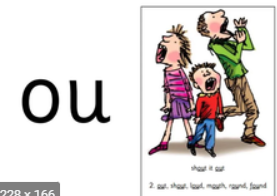 ou
shout it out
2. out, shout, loud, mouth, round, found
228 x 166